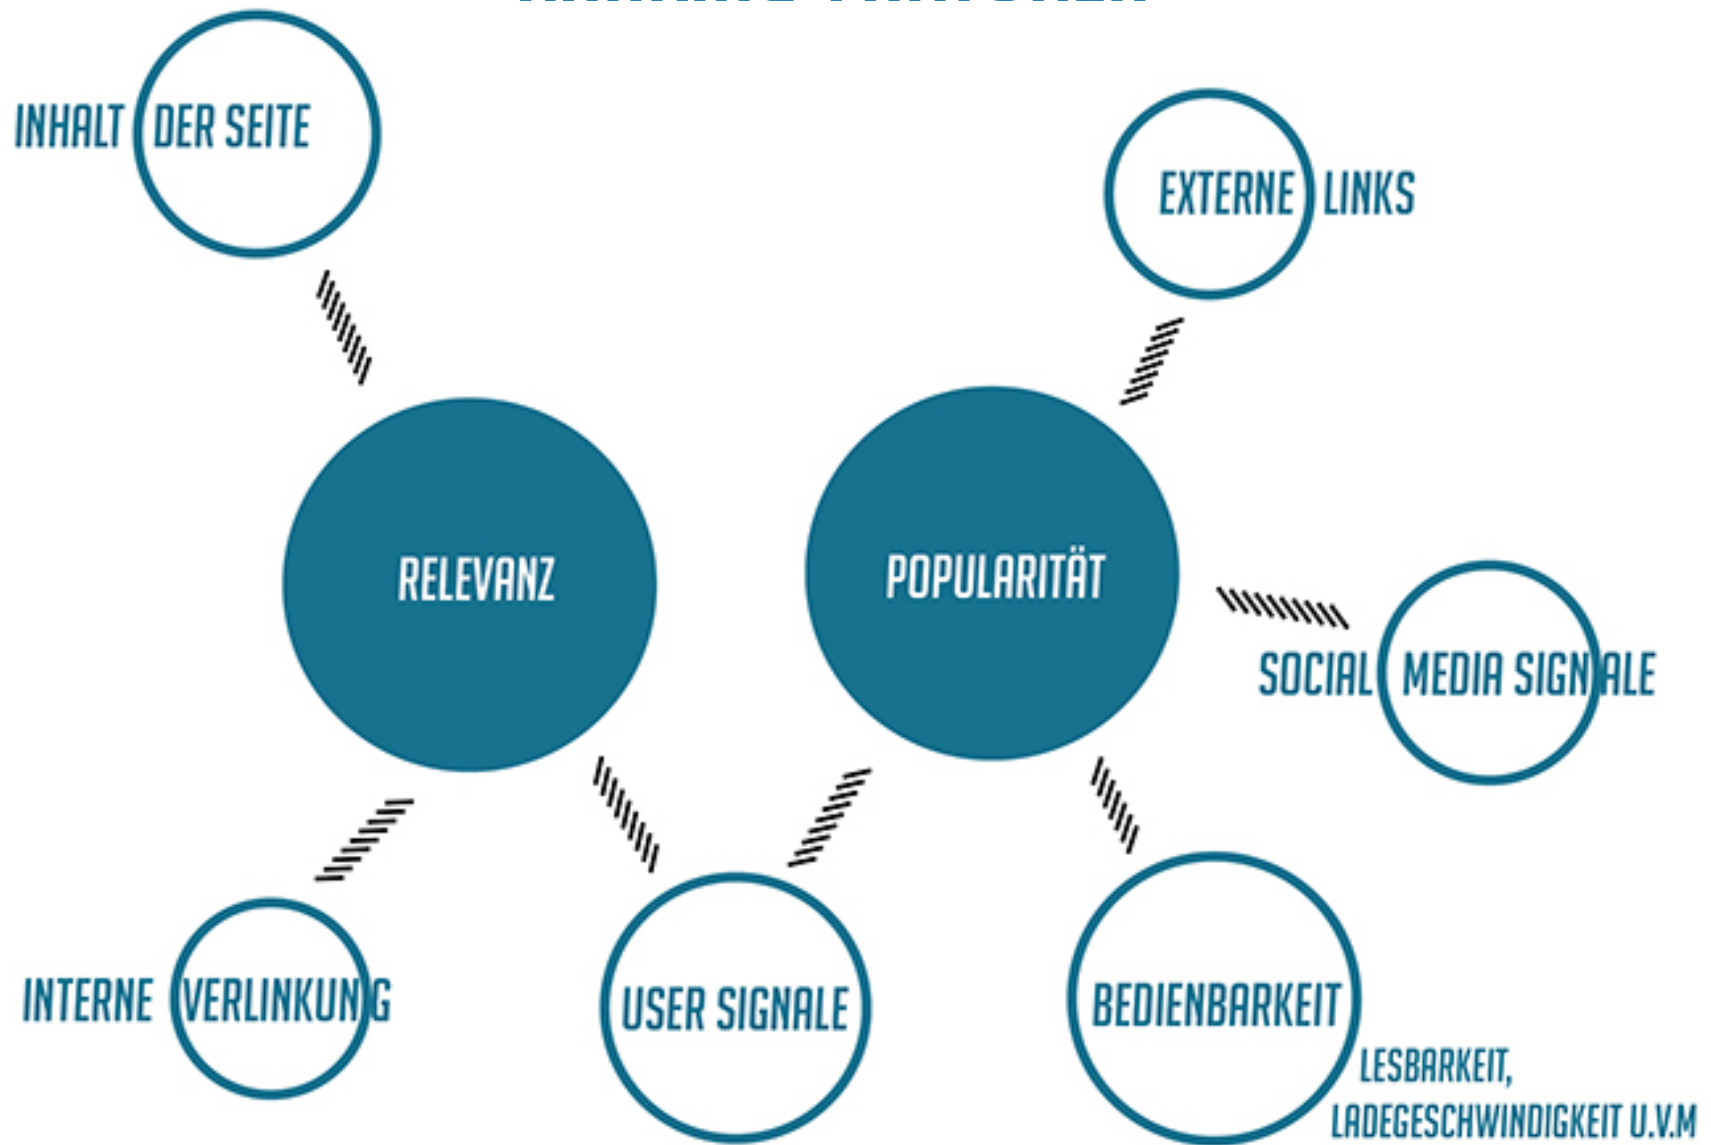 INHALT DER SEITE
EXTERNE LINKS
RELEVANZ
POPULARITÄT
SOCIAL MEDIA SIGNALE
INTERNE VERLINKUNG
USER SIGNALE
BEDIENBARKEIT
LESBARKEIT,
LADEGESCHWINDIGKEIT U.V.M